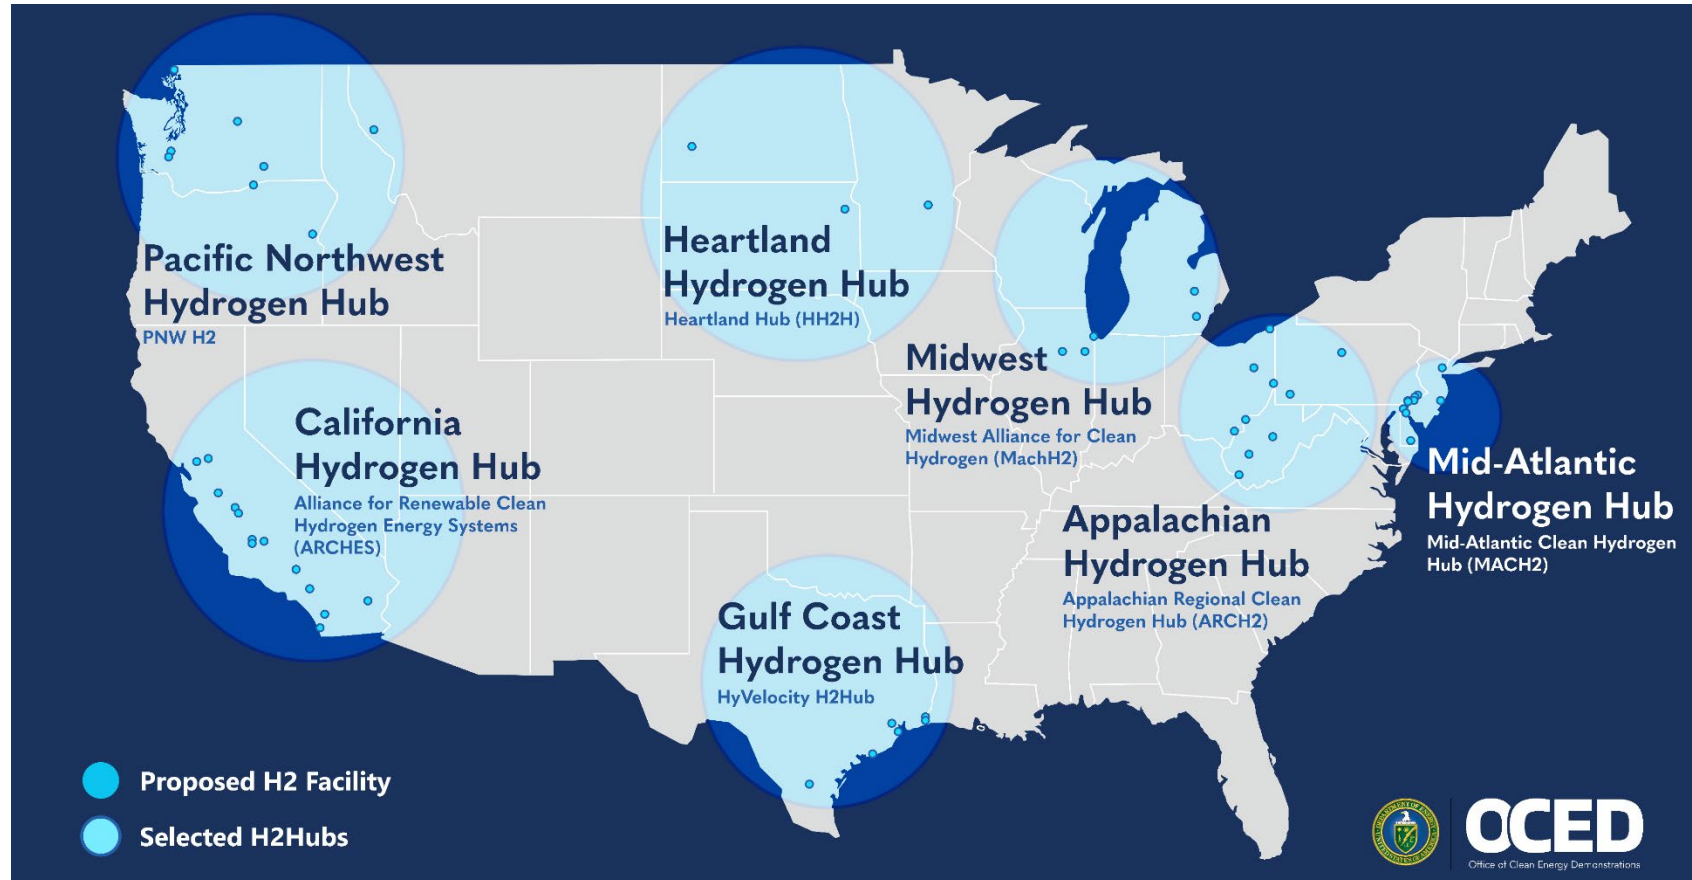 Pacific Northwest
Hydrogen Hub
PNW H2
Heartland
Hydrogen Hub
Heartland Hub (HH2H)
Midwest
Hydrogen Hub
Midwest Alliance for Clean
Hydrogen (MachH2)
California
Hydrogen Hub
Alliance for Renewable Clean
Hydrogen Energy Systems
(ARCHES)
Mid-Atlantic
Hydrogen Hub
Mid-Atlantic Clean Hydrogen
Hub (MACH2)
Appalachian
Hydrogen Hub
Appalachian Regional Clean
Hydrogen Hub (ARCH2)
Gulf Coast
Hydrogen Hub
HyVelocity H2Hub
Proposed H2 Facility
Selected H2Hubs
OCED
Office of Clean Energy Demonstrations